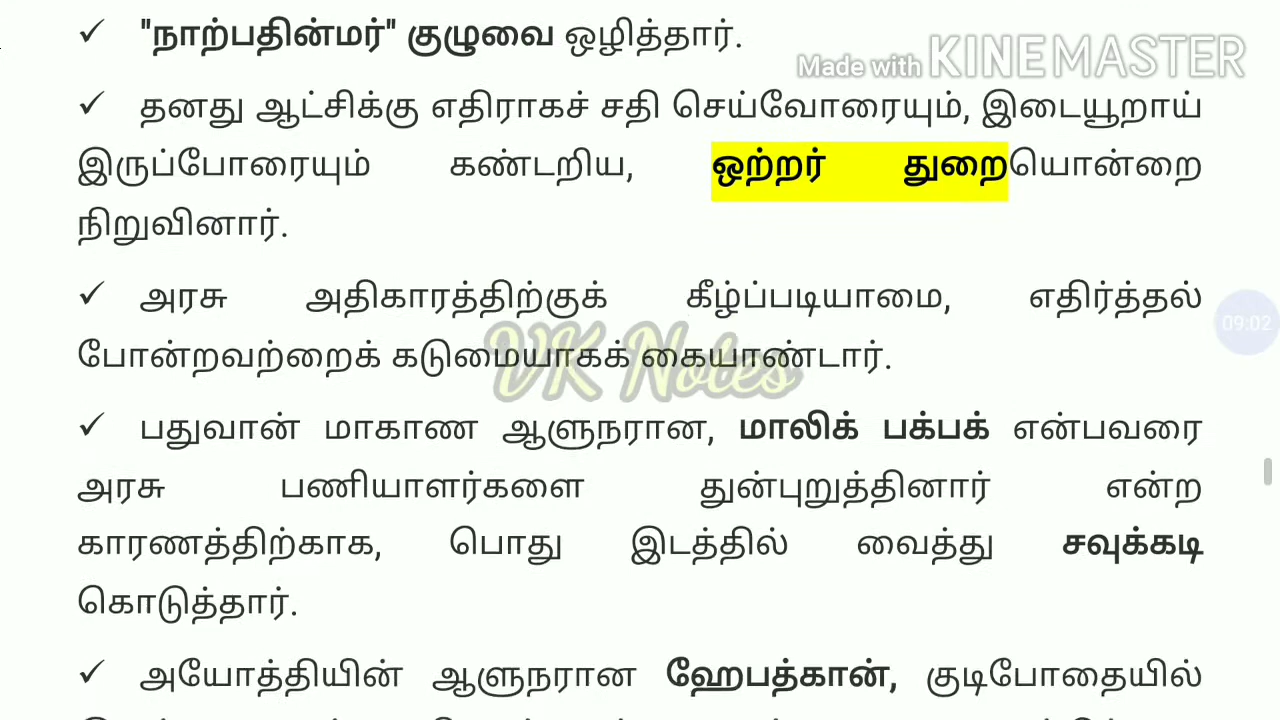 ✓ "நாற்பதின்மர்" குழுவை ஒழித்தார்.
Made with KINEMASTER
✓ தனது ஆட்சிக்கு எதிராகச் சதி செய்வோரையும், இடையூறாய்
இருப்போரையும் கண்டறிய, ஒற்றர் துறையொன்றை
நிறுவினார்.
✓ அரசு அதிகாரத்திற்குக் கீழ்ப்படியாமை, எதிர்த்தல்
09:02
போன்றவற்றைக் கடுமையாகக் கையாண்டார்.
VK Notes
✓ பதுவான் மாகாண ஆளுநரான, மாலிக் பக்பக் என்பவரை
அரசு பணியாளர்களை துன்புறுத்தினார் என்ற
காரணத்திற்காக, பொது இடத்தில் வைத்து சவுக்கடி
கொடுத்தார்.
✓ அயோத்தியின் ஆளுநரான ஹேபத்கான், குடிபோதையில்